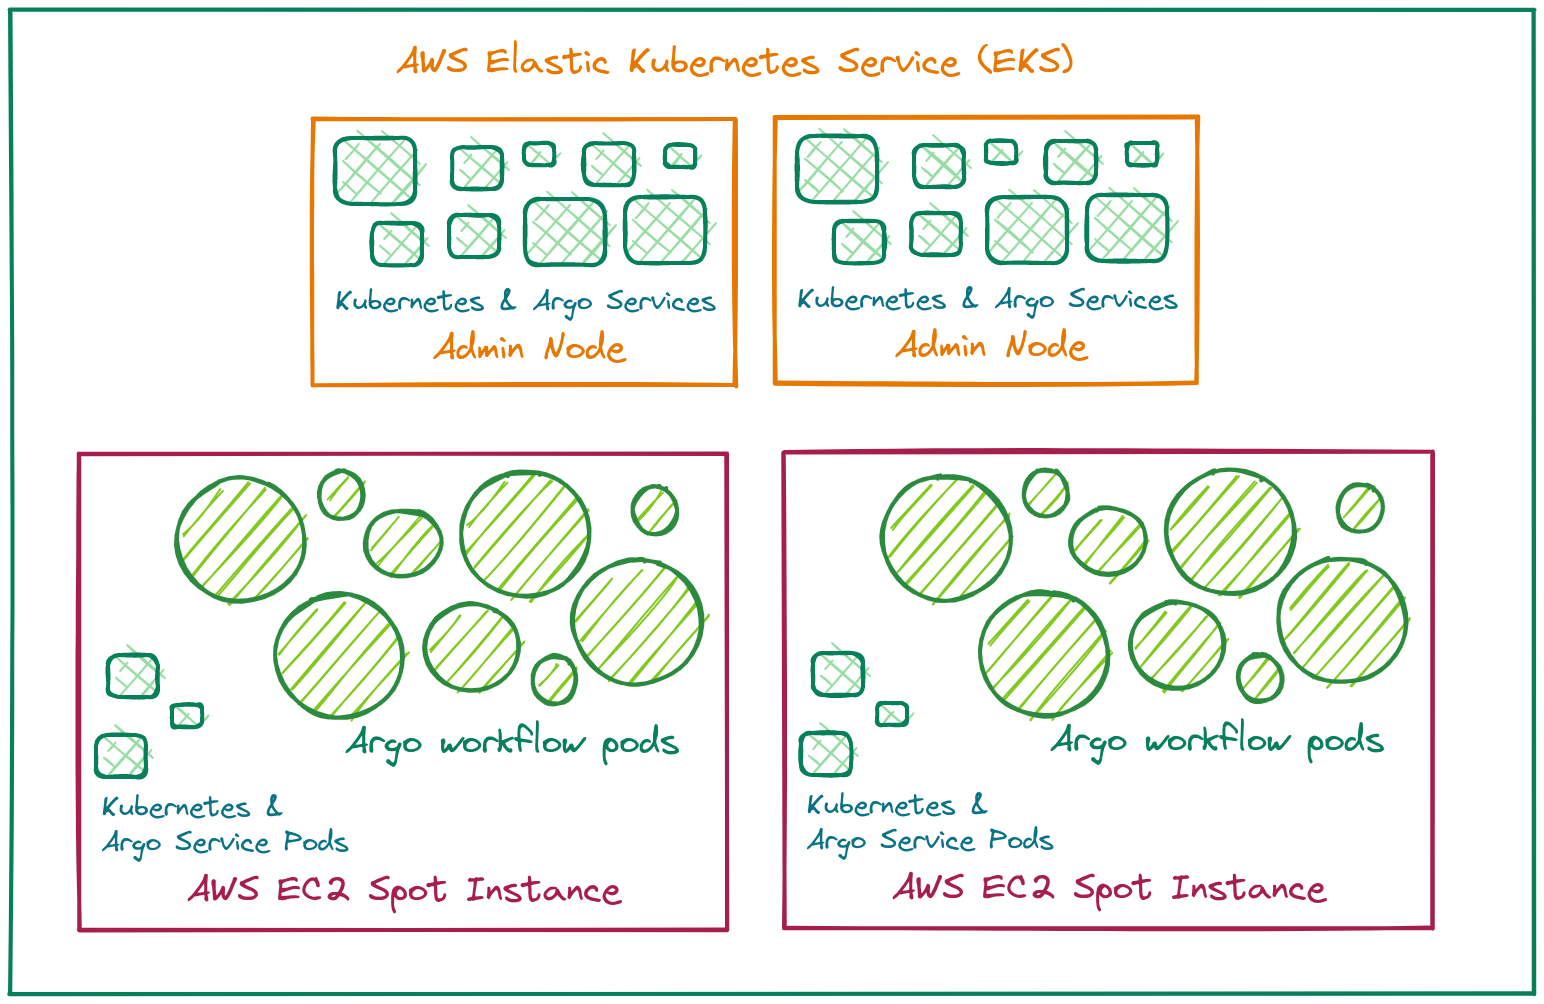 AWS Elastic Kubernetes Service (EKS)
Kubernetes & Argo Services
Admin Node
Kubernetes & Argo Services
Admin Node
Argo workflow pods
Kubernetes &
Argo Service Pods
AWS EC2 Spot Instance
Argo workflow pods
Kubernetes &
Argo Service Pods
AWS EC2 Spot Instance